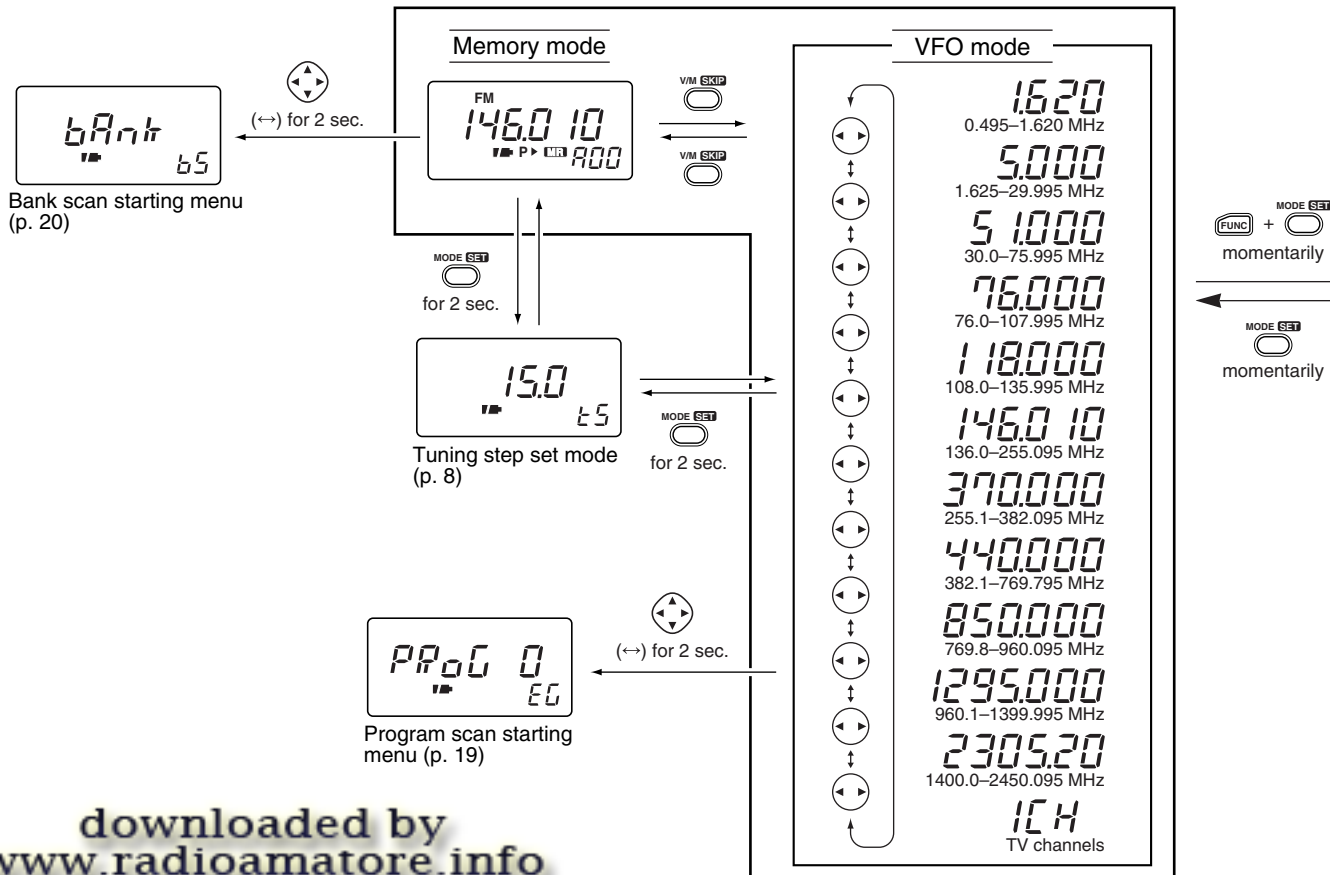 Memory mode
VFO mode
bAnk
bS
Bank scan starting menu
(p. 20)
(↔) for 2 sec.
FM
146.010
P▶ MR A00
V/M SKIP
V/M SKIP
MODE SET
for 2 sec.
15.0
tS
Tuning step set mode
(p. 8)
MODE SET
for 2 sec.
PRoG 0
EG
Program scan starting
menu (p. 19)
(↔) for 2 sec.
1.620
0.495–1.620 MHz
5.000
1.625–29.995 MHz
51.000
30.0–75.995 MHz
76.000
76.0–107.995 MHz
118.000
108.0–135.995 MHz
146.010
136.0–255.095 MHz
370.000
255.1–382.095 MHz
440.000
382.1–769.795 MHz
850.000
769.8–960.095 MHz
1295.000
960.1–1399.995 MHz
2305.20
1400.0–2450.095 MHz
1CH
TV channels
FUNC + MODE SET
momentarily
MODE SET
momentarily
downloaded by
www.radioamatore.info